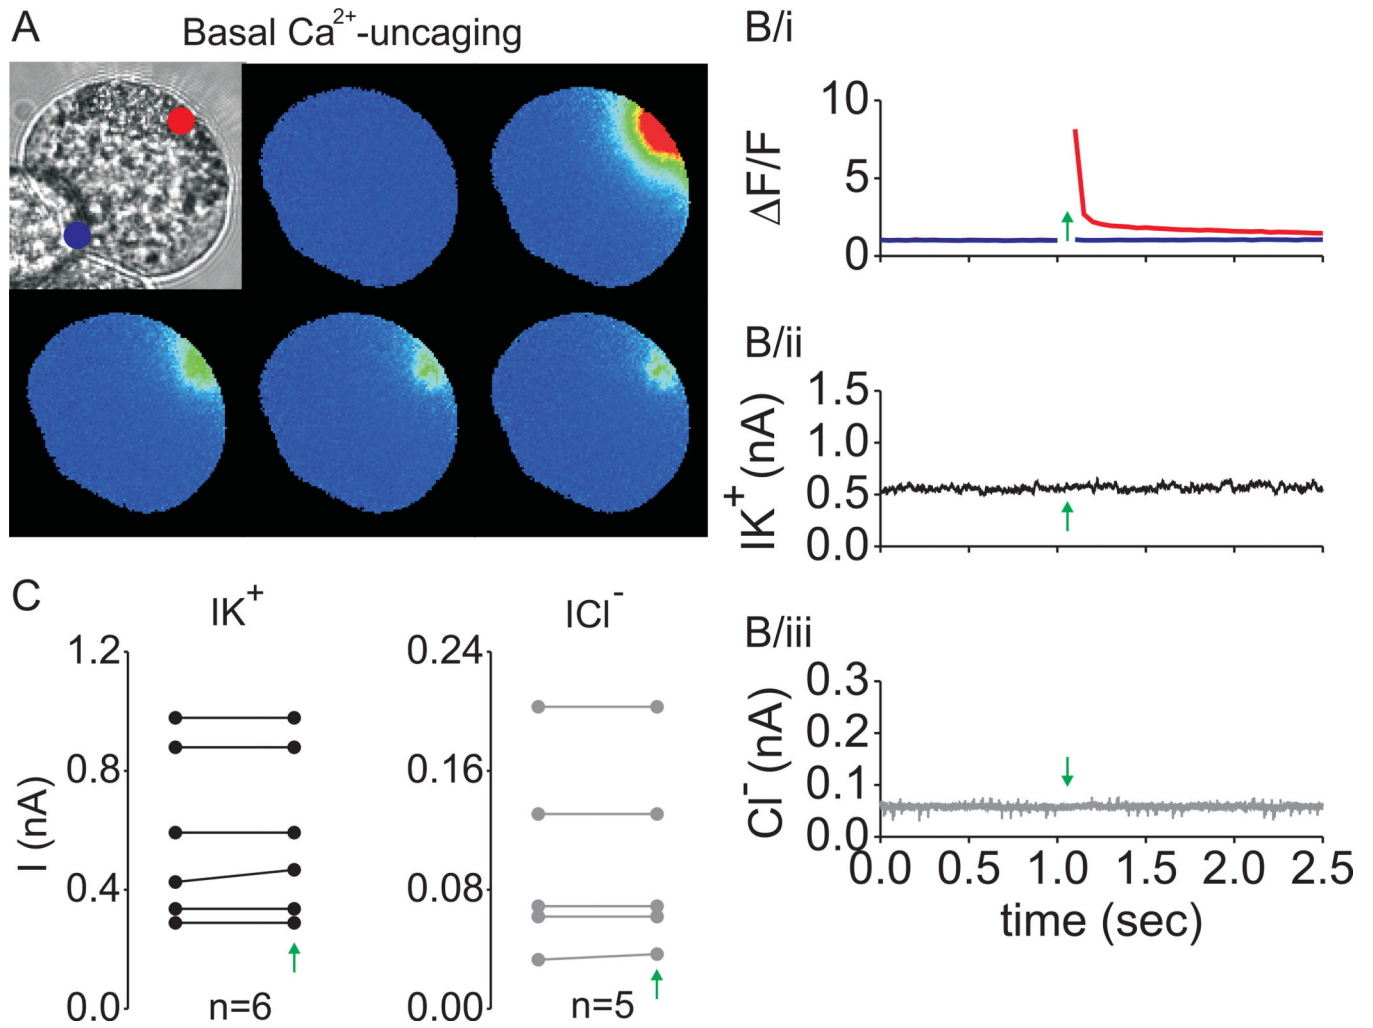 A
Basal Ca²⁺-uncaging
B/i
10
5
0
ΔF/F
B/ii
1.5
1.0
0.5
0.0
IK⁺ (nA)
B/iii
0.3
0.2
0.1
0.0
Cl⁻ (nA)
0.0 0.5 1.0 1.5 2.0 2.5
time (sec)
C
IK⁺
1.2
0.8
0.4
0.0
I (nA)
n=6
ICl⁻
0.24
0.16
0.08
0.00
n=5